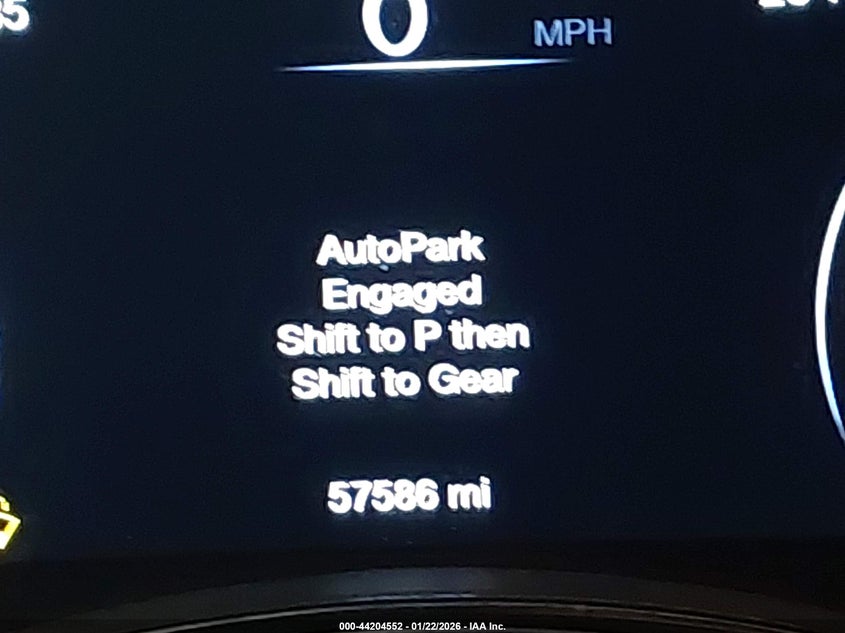 0
MPH
AutoPark
Engaged
Shift to P then
Shift to Gear
57586 mi
000-44204552 - 01/22/2026 - IAA Inc.